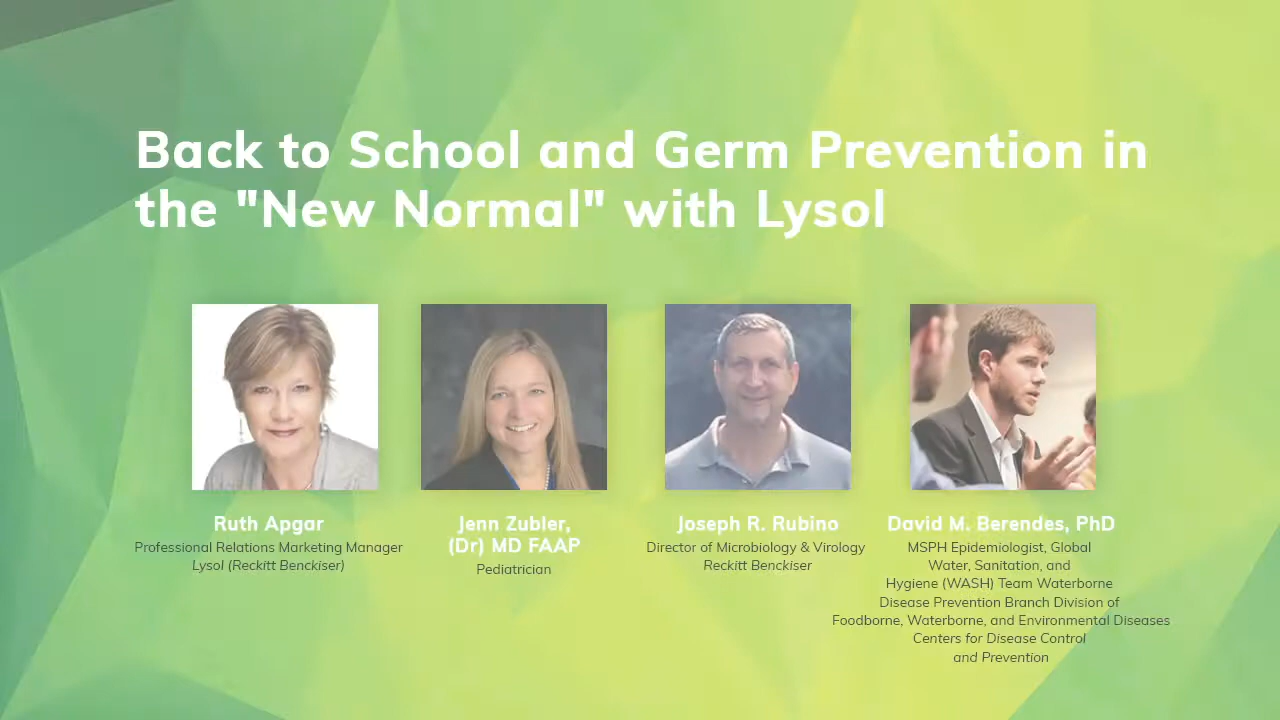 Back to School and Germ Prevention in
the "New Normal" with Lysol
Ruth Apgar
Professional Relations Marketing Manager
Lysol (Reckitt Benckiser)
Jenn Zubler,
(Dr) MD FAAP
Pediatrician
Joseph R. Rubino
Director of Microbiology & Virology
Reckitt Benckiser
David M. Berendes, PhD
MSPH Epidemiologist, Global
Water, Sanitation, and
Hygiene (WASH) Team Waterborne
Disease Prevention Branch Division of
Foodborne, Waterborne, and Environmental Diseases
Centers for Disease Control
and Prevention